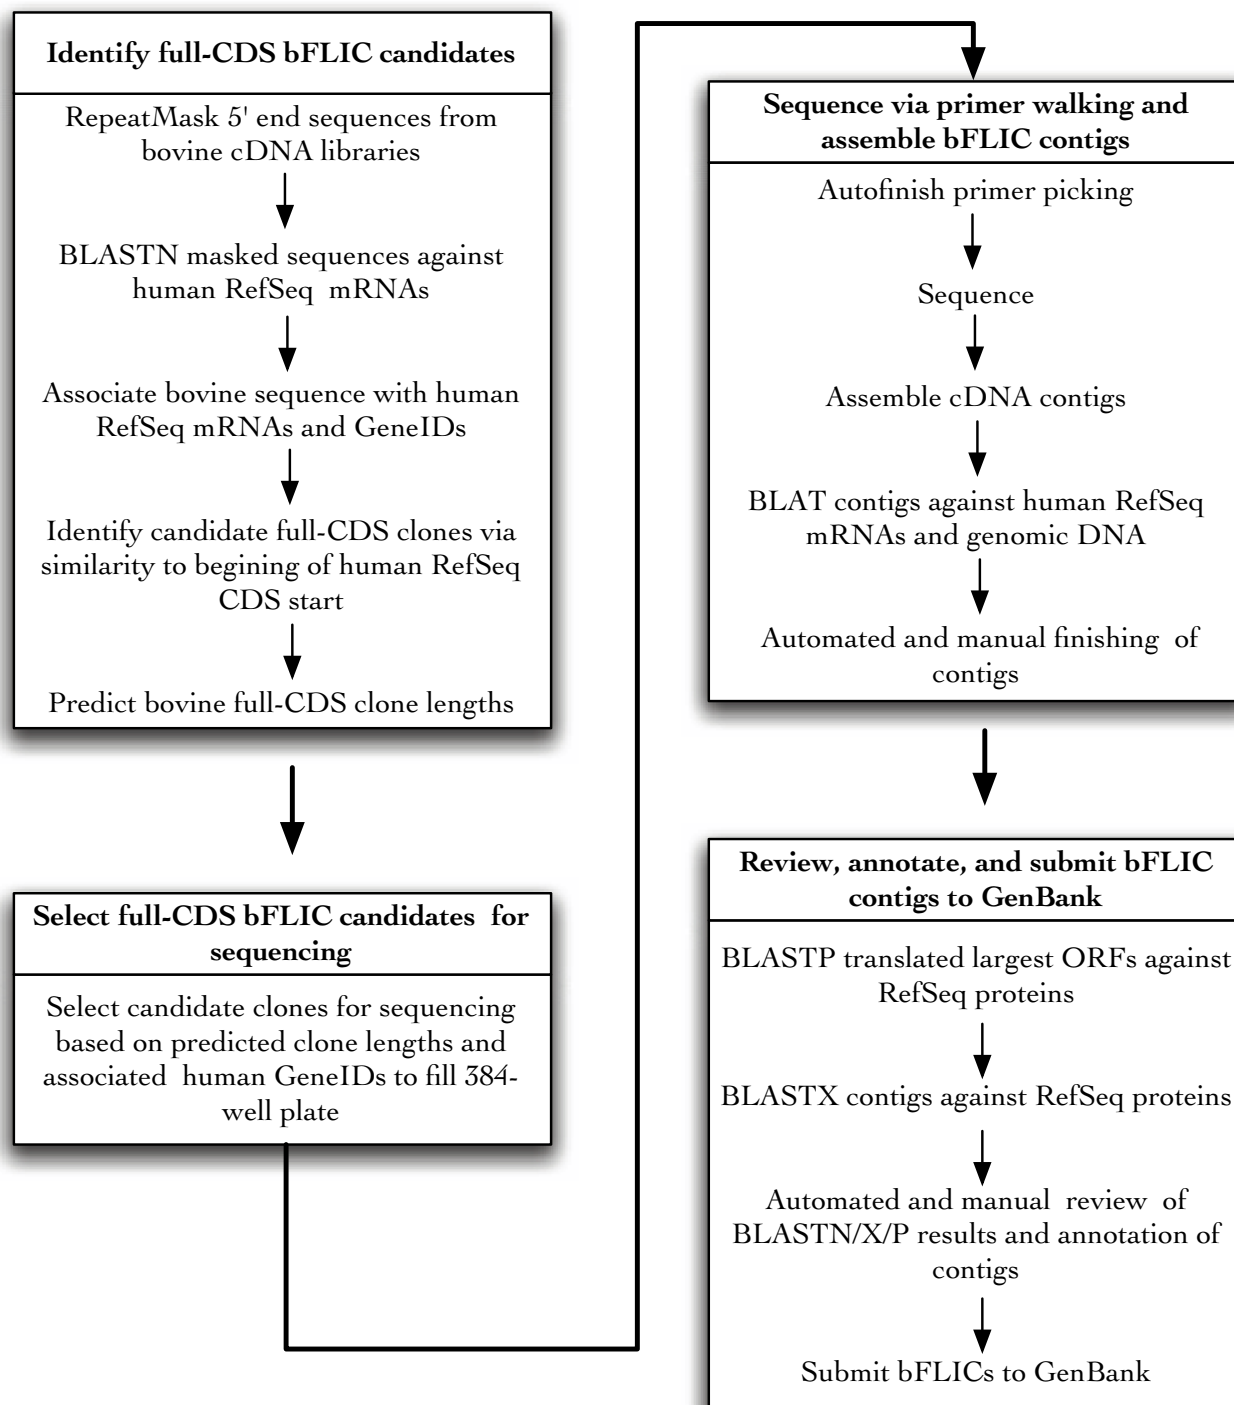 Identify full-CDS bFLIC candidates
RepeatMask 5' end sequences from
bovine cDNA libraries
BLASTN masked sequences against
human RefSeq mRNAs
Associate bovine sequence with human
RefSeq mRNAs and GeneIDs
Identify candidate full-CDS clones via
similarity to begining of human RefSeq
CDS start
Predict bovine full-CDS clone lengths
Select full-CDS bFLIC candidates for
sequencing
Select candidate clones for sequencing
based on predicted clone lengths and
associated human GeneIDs to fill 384-
well plate
Sequence via primer walking and
assemble bFLIC contigs
Autofinish primer picking
Sequence
Assemble cDNA contigs
BLAT contigs against human RefSeq
mRNAs and genomic DNA
Automated and manual finishing of
contigs
Review, annotate, and submit bFLIC
contigs to GenBank
BLASTP translated largest ORFs against
RefSeq proteins
BLASTX contigs against RefSeq proteins
Automated and manual review of
BLASTN/X/P results and annotation of
contigs
Submit bFLICs to GenBank